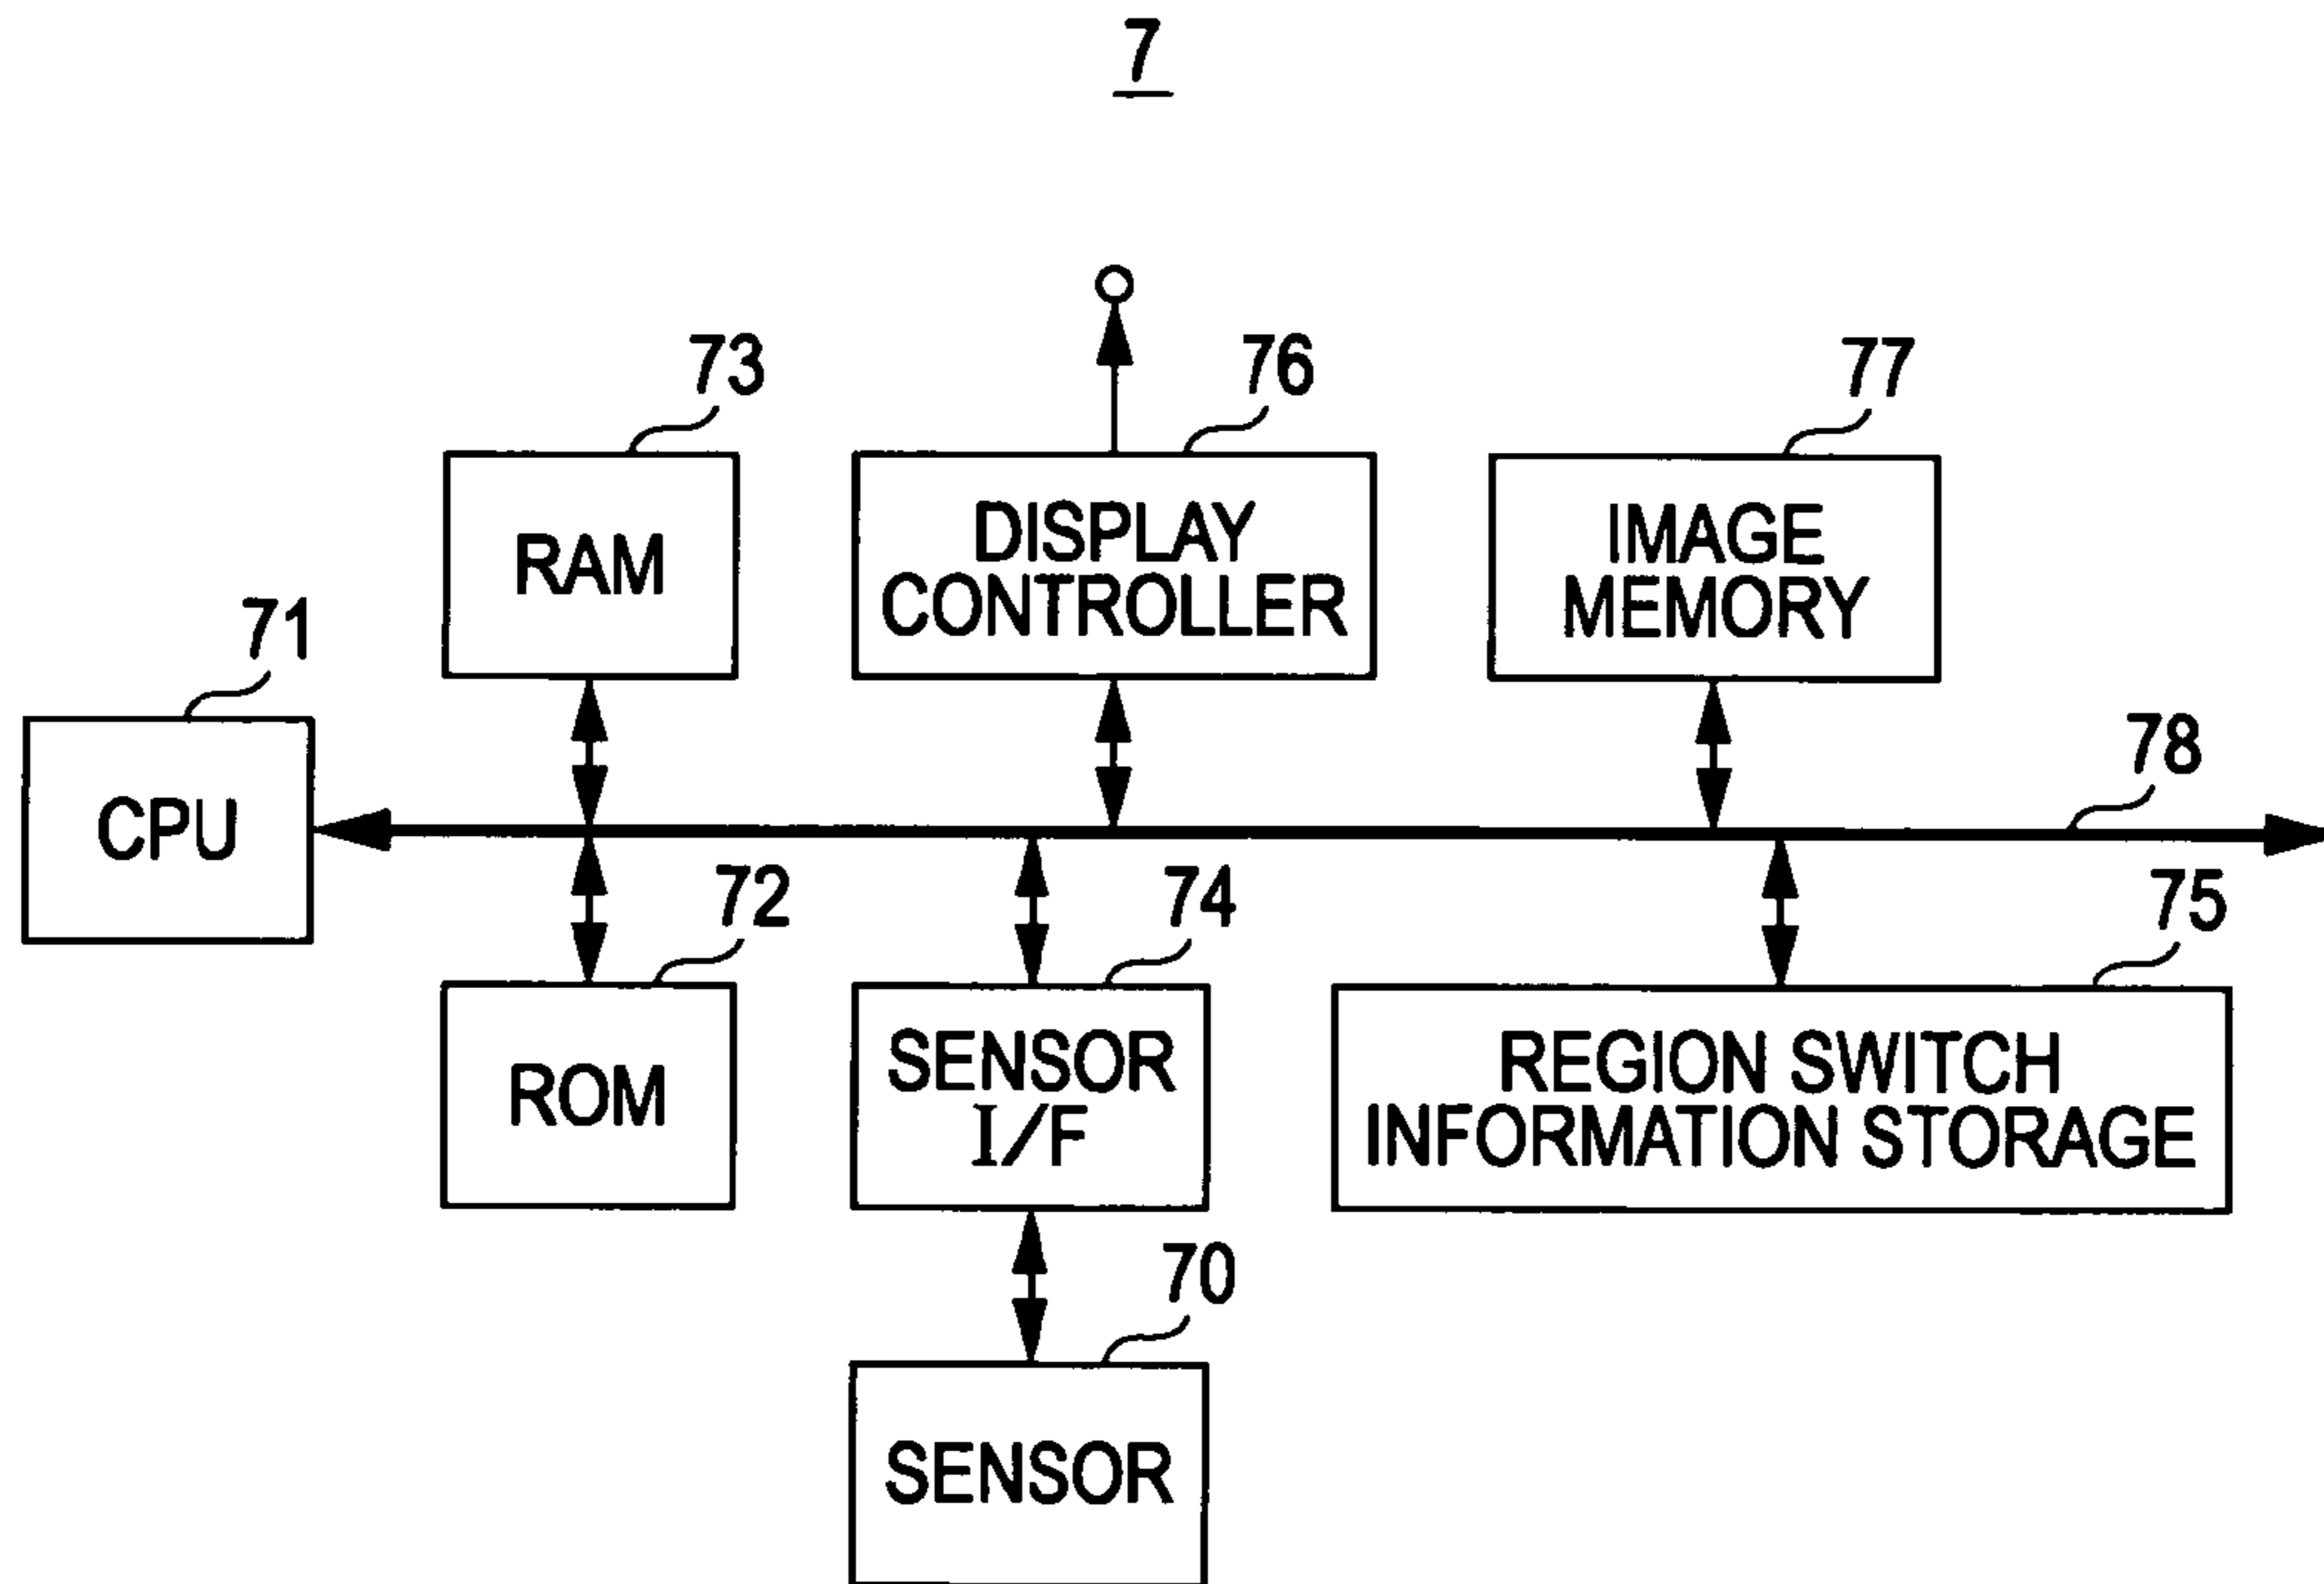 7
73
76
77
RAM
DISPLAY
CONTROLLER
IMAGE
MEMORY
71
78
CPU
72
74
75
ROM
SENSOR
I/F
REGION SWITCH
INFORMATION STORAGE
70
SENSOR